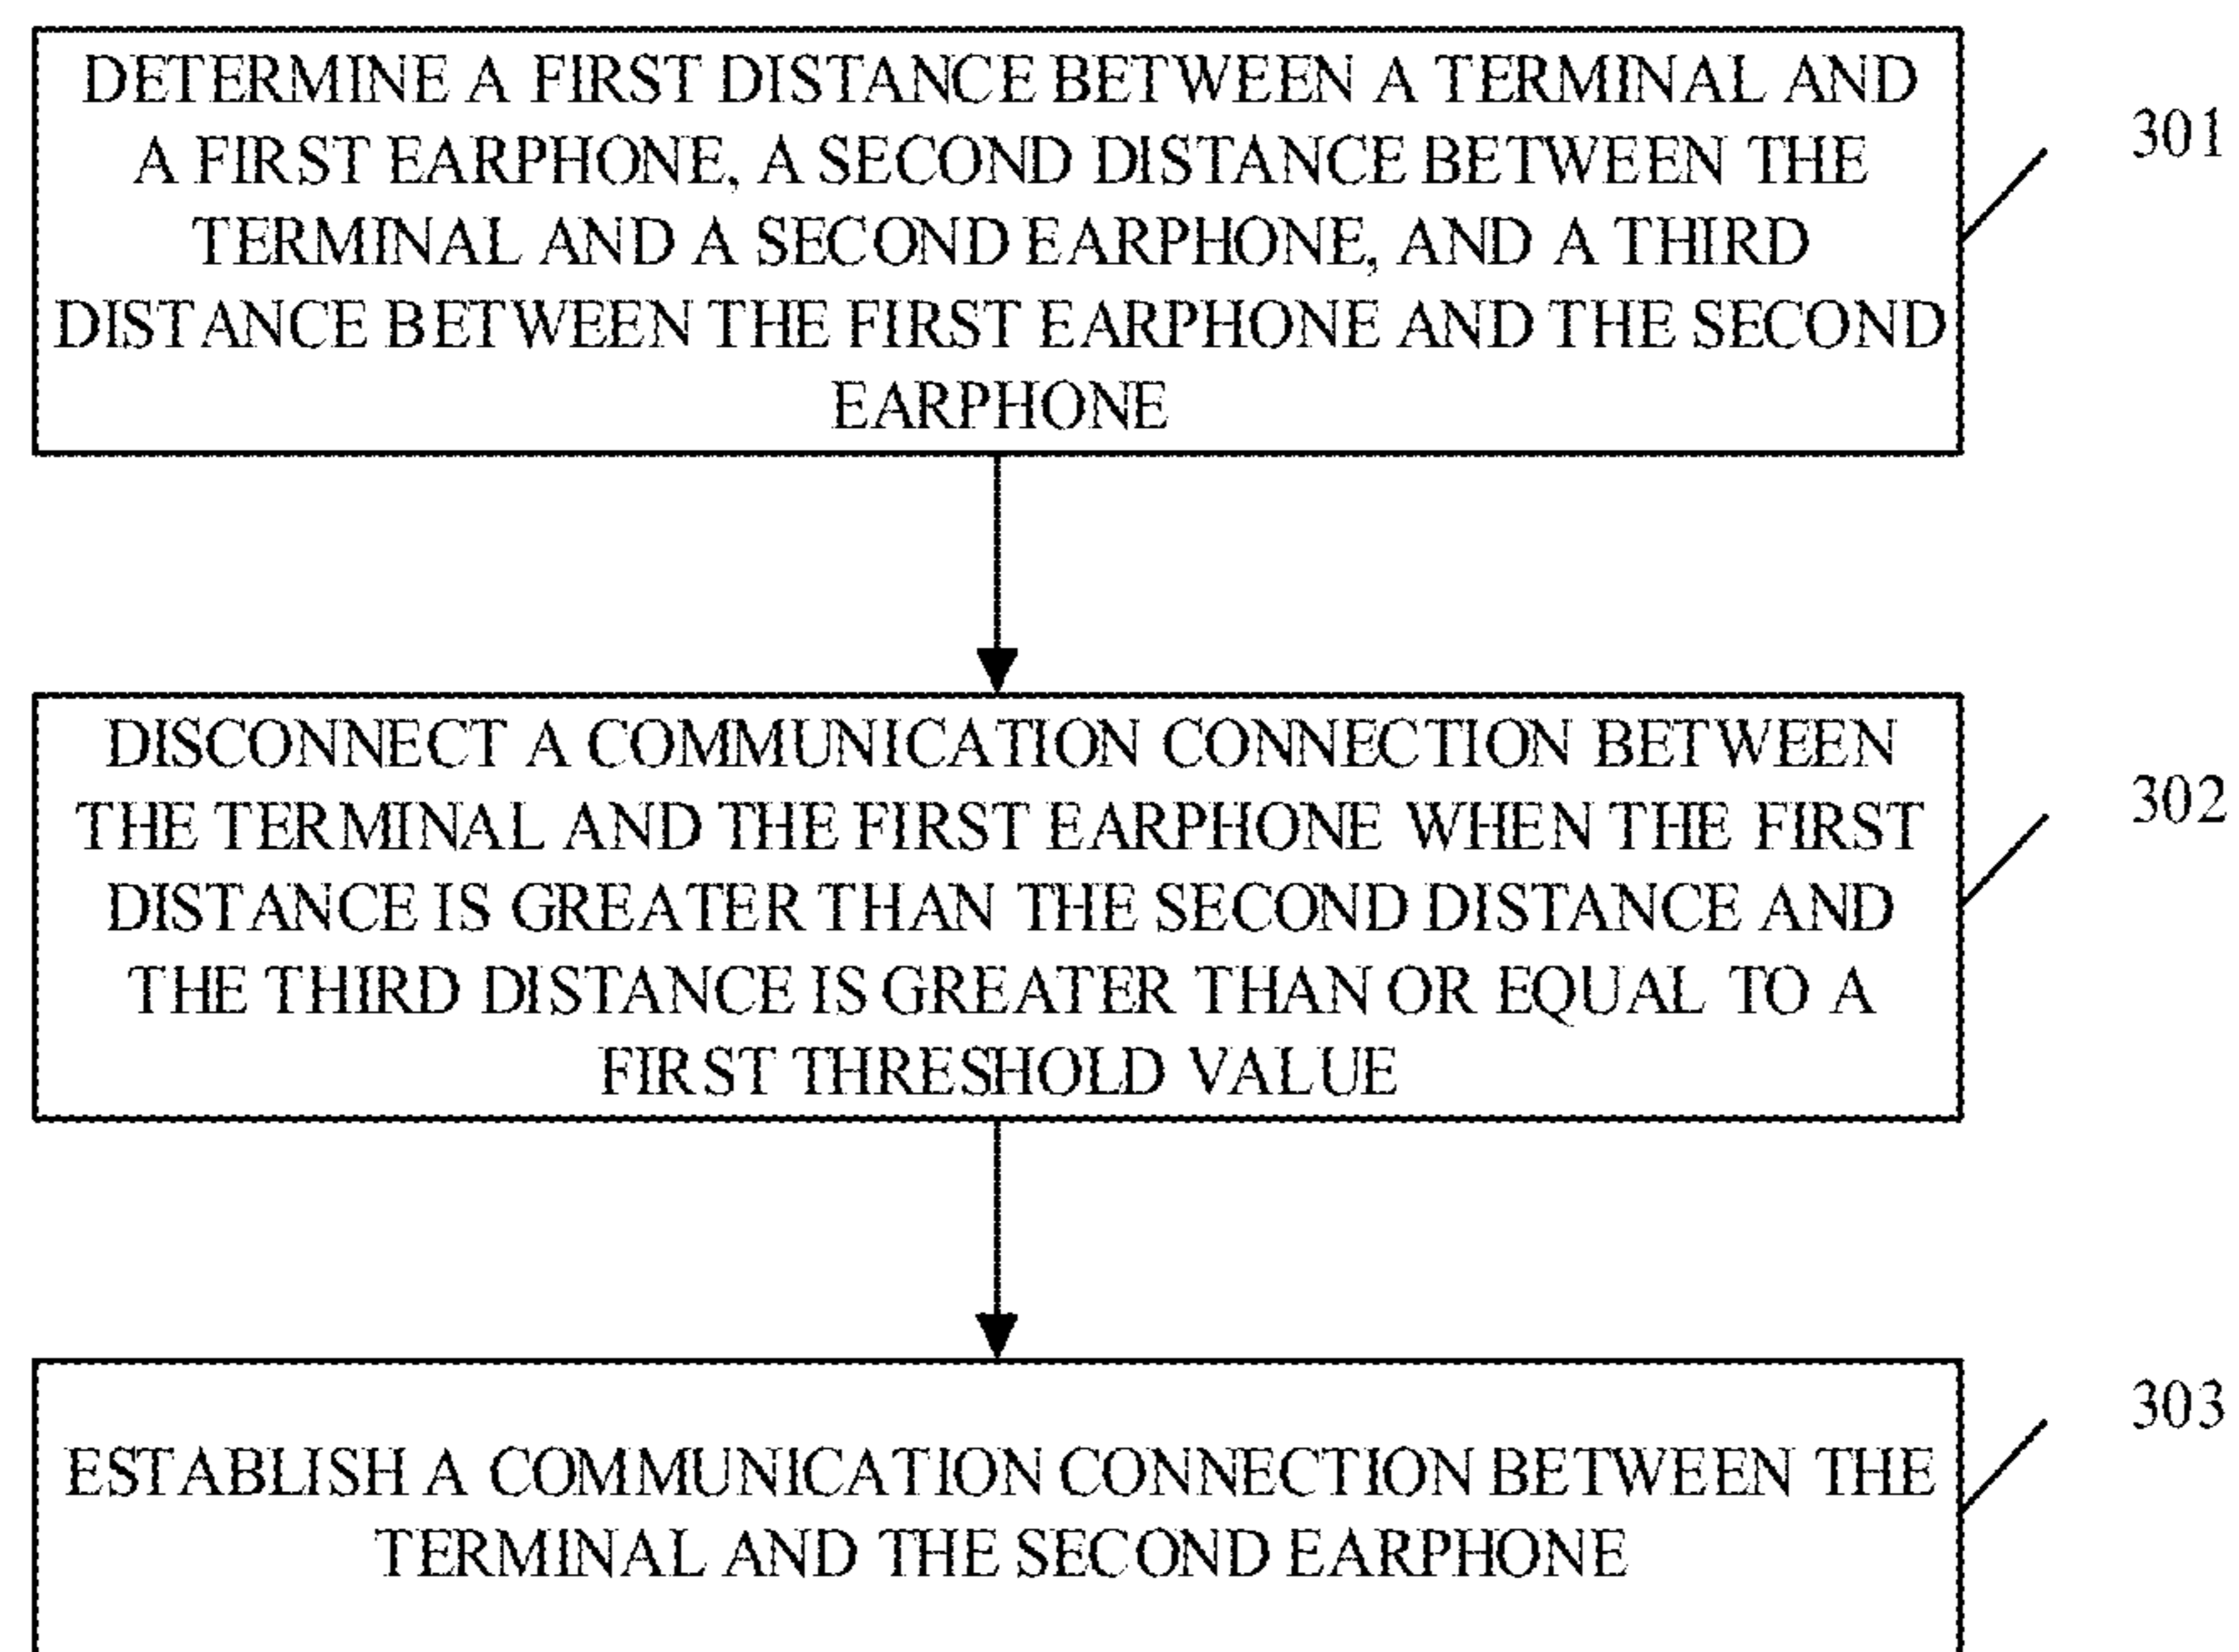 DETERMINE A FIRST DISTANCE BETWEEN A TERMINAL AND
A FIRST EARPHONE, A SECOND DISTANCE BETWEEN THE
TERMINAL AND A SECOND EARPHONE, AND A THIRD
DISTANCE BETWEEN THE FIRST EARPHONE AND THE SECOND
EARPHONE
301
DISCONNECT A COMMUNICATION CONNECTION BETWEEN
THE TERMINAL AND THE FIRST EARPHONE WHEN THE FIRST
DISTANCE IS GREATER THAN THE SECOND DISTANCE AND
THE THIRD DISTANCE IS GREATER THAN OR EQUAL TO A
FIRST THRESHOLD VALUE
302
ESTABLISH A COMMUNICATION CONNECTION BETWEEN THE
TERMINAL AND THE SECOND EARPHONE
303